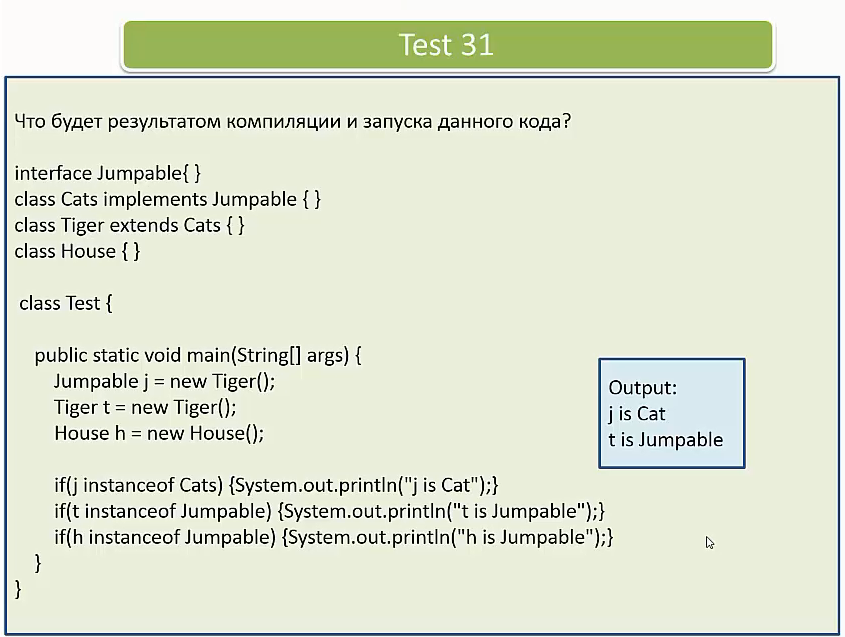 Test 31
Что будет результатом компиляции и запуска данного кода?
interface Jumpable{ }
class Cats implements Jumpable { }
class Tiger extends Cats { }
class House { }
class Test {
public static void main(String[] args) {
Jumpable j = new Tiger();
Tiger t = new Tiger();
House h = new House();
if(j instanceof Cats) {System.out.println("j is Cat");}
if(t instanceof Jumpable) {System.out.println("t is Jumpable");}
if(h instanceof Jumpable) {System.out.println("h is Jumpable");}
}
}
Output:
j is Cat
t is Jumpable